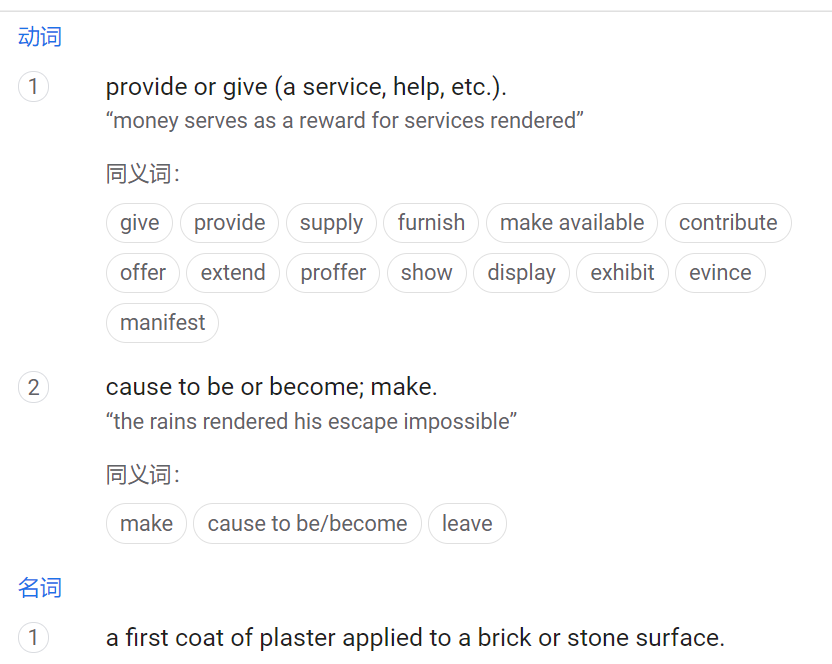 动词
1 provide or give (a service, help, etc.).
“money serves as a reward for services rendered”
同义词：
give provide supply furnish make available contribute
offer extend proffer show display exhibit evince
manifest
2 cause to be or become; make.
“the rains rendered his escape impossible”
同义词：
make cause to be/become leave
名词
1 a first coat of plaster applied to a brick or stone surface.